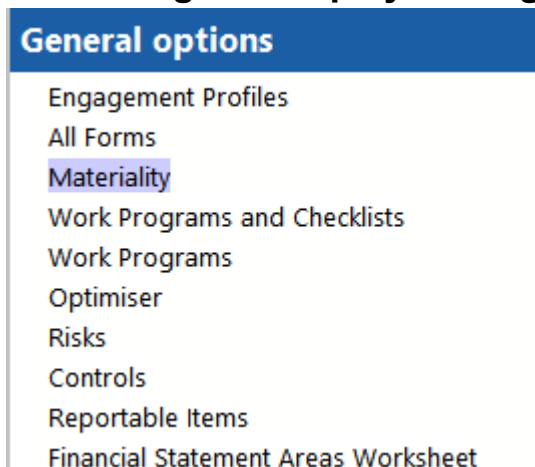 General options
Engagement Profiles
All Forms
Materiality
Work Programs and Checklists
Work Programs
Optimiser
Risks
Controls
Reportable Items
Financial Statement Areas Worksheet